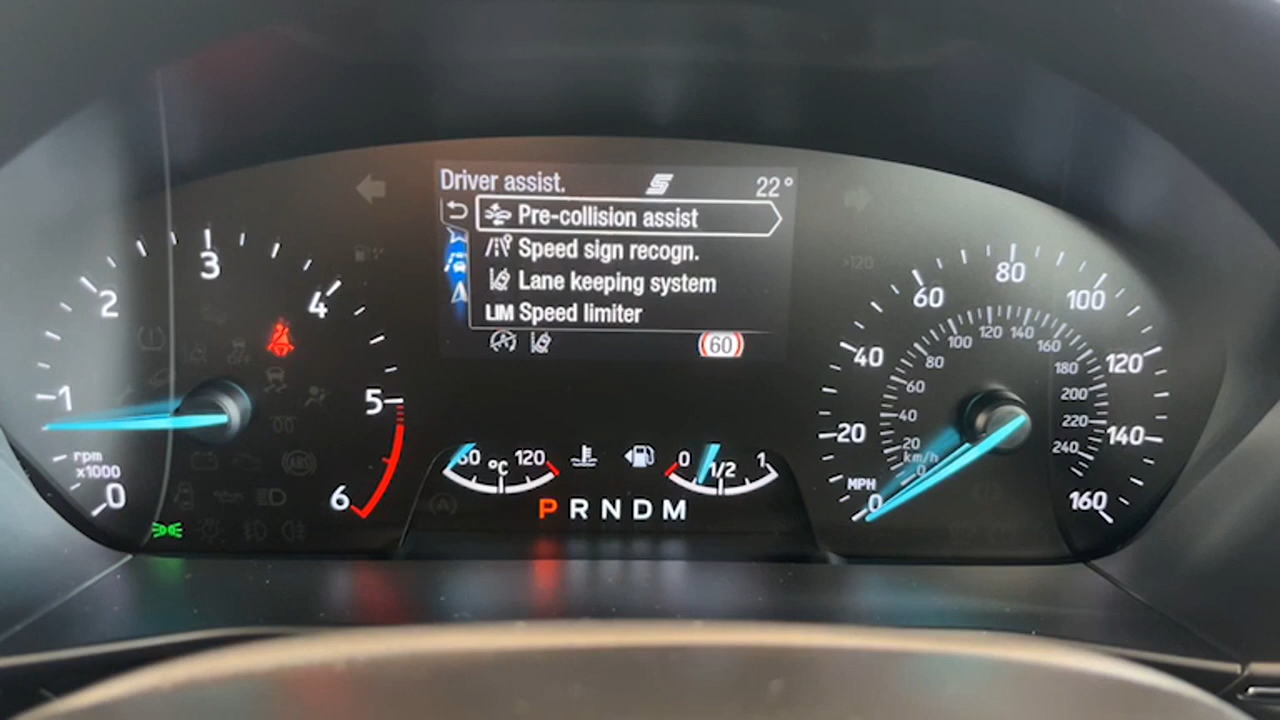 Driver assist. 22°
Pre-collision assist
Speed sign recogn.
Lane keeping system
LIM Speed limiter
60
0 1 2 3 4 5 6
rpm
x1000
ABS
°C 120
0 1/2 1
P R N D M
>120
0 20 40 60 80 100 120 140 160
MPH
0 20 40 60 80 100 120 140 160 180 200 220 240
km/h